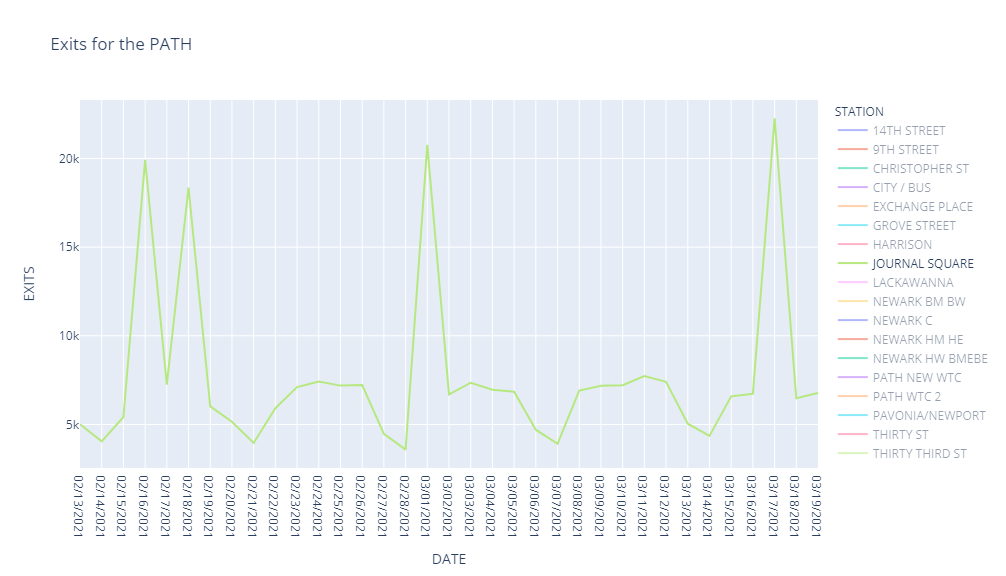 Exits for the PATH
EXITS
20k
15k
10k
5k
02/13/2021
02/14/2021
02/15/2021
02/16/2021
02/17/2021
02/18/2021
02/19/2021
02/20/2021
02/21/2021
02/22/2021
02/23/2021
02/24/2021
02/25/2021
02/26/2021
02/27/2021
02/28/2021
03/01/2021
03/02/2021
03/03/2021
03/04/2021
03/05/2021
03/06/2021
03/07/2021
03/08/2021
03/09/2021
03/10/2021
03/11/2021
03/12/2021
03/13/2021
03/14/2021
03/15/2021
03/16/2021
03/17/2021
03/18/2021
03/19/2021
DATE
STATION
14TH STREET
9TH STREET
CHRISTOPHER ST
CITY / BUS
EXCHANGE PLACE
GROVE STREET
HARRISON
JOURNAL SQUARE
LACKAWANNA
NEWARK BM BW
NEWARK C
NEWARK HM HE
NEWARK HW BMEBE
PATH NEW WTC
PATH WTC 2
PAVONIA/NEWPORT
THIRTY ST
THIRTY THIRD ST